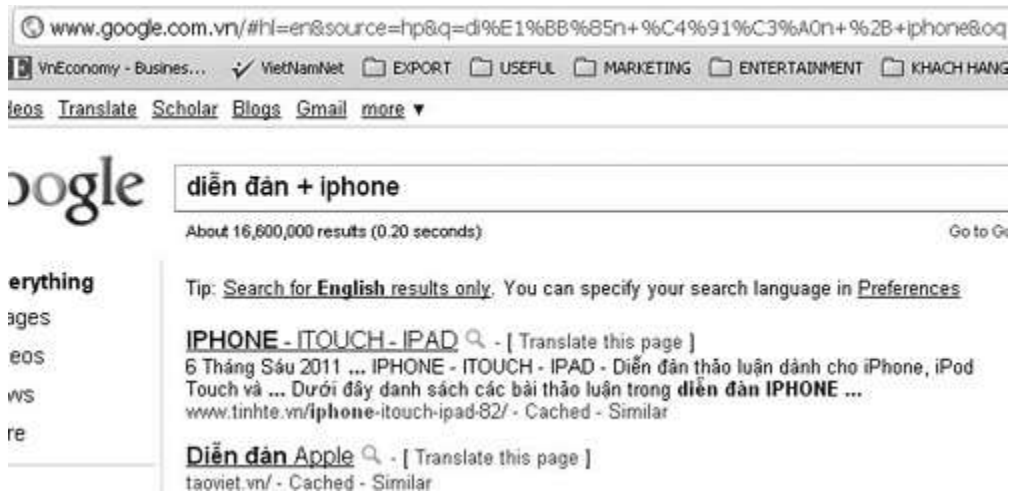 www.google.com.vn/#hl=en&source=hp&q=di%E1%BB%85n+%C4%91%C3%A0n+%2B+iphone&oq
VnEconomy - Busines... VietNamNet EXPORT USEFUL MARKETING ENTERTAINMENT KHACH HANG
deos Translate Scholar Blogs Gmail more ▼
oogle
diễn đàn + iphone
About 16,600,000 results (0.20 seconds) Go to Go
erything
ages
eos
ws
re
Tip: Search for English results only. You can specify your search language in Preferences
IPHONE - ITOUCH - IPAD - [ Translate this page ]
6 Tháng Sáu 2011 ... IPHONE - ITOUCH - IPAD - Diễn đàn thảo luận dành cho iPhone, iPod
Touch và ... Dưới đây danh sách các bài thảo luận trong diễn đàn IPHONE ...
www.tinhte.vn/iphone-itouch-ipad-82/ - Cached - Similar
Diễn đàn Apple - [ Translate this page ]
taoviet.vn/ - Cached - Similar